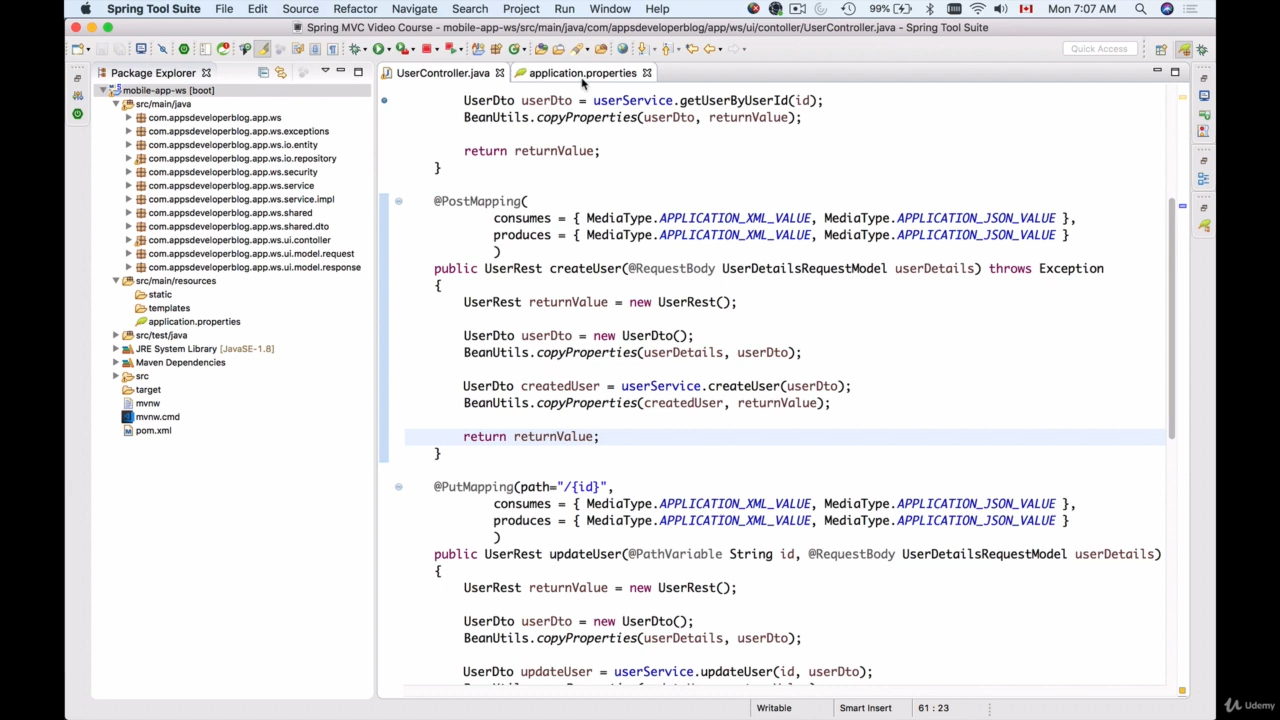 Spring Tool Suite File Edit Source Refactor Navigate Search Project Run Window Help 99% Mon 7:07 AM
Spring MVC Video Course - mobile-app-ws/src/main/java/com/appsdeveloperblog/app/ws/ui/contoller/UserController.java - Spring Tool Suite
Quick Access
Package Explorer
mobile-app-ws [boot]
src/main/java
com.appsdeveloperblog.app.ws
com.appsdeveloperblog.app.ws.exceptions
com.appsdeveloperblog.app.ws.io.entity
com.appsdeveloperblog.app.ws.io.repository
com.appsdeveloperblog.app.ws.security
com.appsdeveloperblog.app.ws.service
com.appsdeveloperblog.app.ws.service.impl
com.appsdeveloperblog.app.ws.shared
com.appsdeveloperblog.app.ws.shared.dto
com.appsdeveloperblog.app.ws.ui.contoller
com.appsdeveloperblog.app.ws.ui.model.request
com.appsdeveloperblog.app.ws.ui.model.response
src/main/resources
static
templates
application.properties
src/test/java
JRE System Library [JavaSE-1.8]
Maven Dependencies
src
target
mvnw
mvnw.cmd
pom.xml
UserController.java application.properties
UserDto userDto = userService.getUserByUserId(id);
BeanUtils.copyProperties(userDto, returnValue);
return returnValue;
}
@PostMapping(
consumes = { MediaType.APPLICATION_XML_VALUE, MediaType.APPLICATION_JSON_VALUE },
produces = { MediaType.APPLICATION_XML_VALUE, MediaType.APPLICATION_JSON_VALUE }
)
public UserRest createUser(@RequestBody UserDetailsRequestModel userDetails) throws Exception
{
UserRest returnValue = new UserRest();
UserDto userDto = new UserDto();
BeanUtils.copyProperties(userDetails, userDto);
UserDto createdUser = userService.createUser(userDto);
BeanUtils.copyProperties(createdUser, returnValue);
return returnValue;
}
@PutMapping(path="/{id}",
consumes = { MediaType.APPLICATION_XML_VALUE, MediaType.APPLICATION_JSON_VALUE },
produces = { MediaType.APPLICATION_XML_VALUE, MediaType.APPLICATION_JSON_VALUE }
)
public UserRest updateUser(@PathVariable String id, @RequestBody UserDetailsRequestModel userDetails)
{
UserRest returnValue = new UserRest();
UserDto userDto = new UserDto();
BeanUtils.copyProperties(userDetails, userDto);
UserDto updateUser = userService.updateUser(id, userDto);
Writable Smart Insert 61 : 23
Udemy